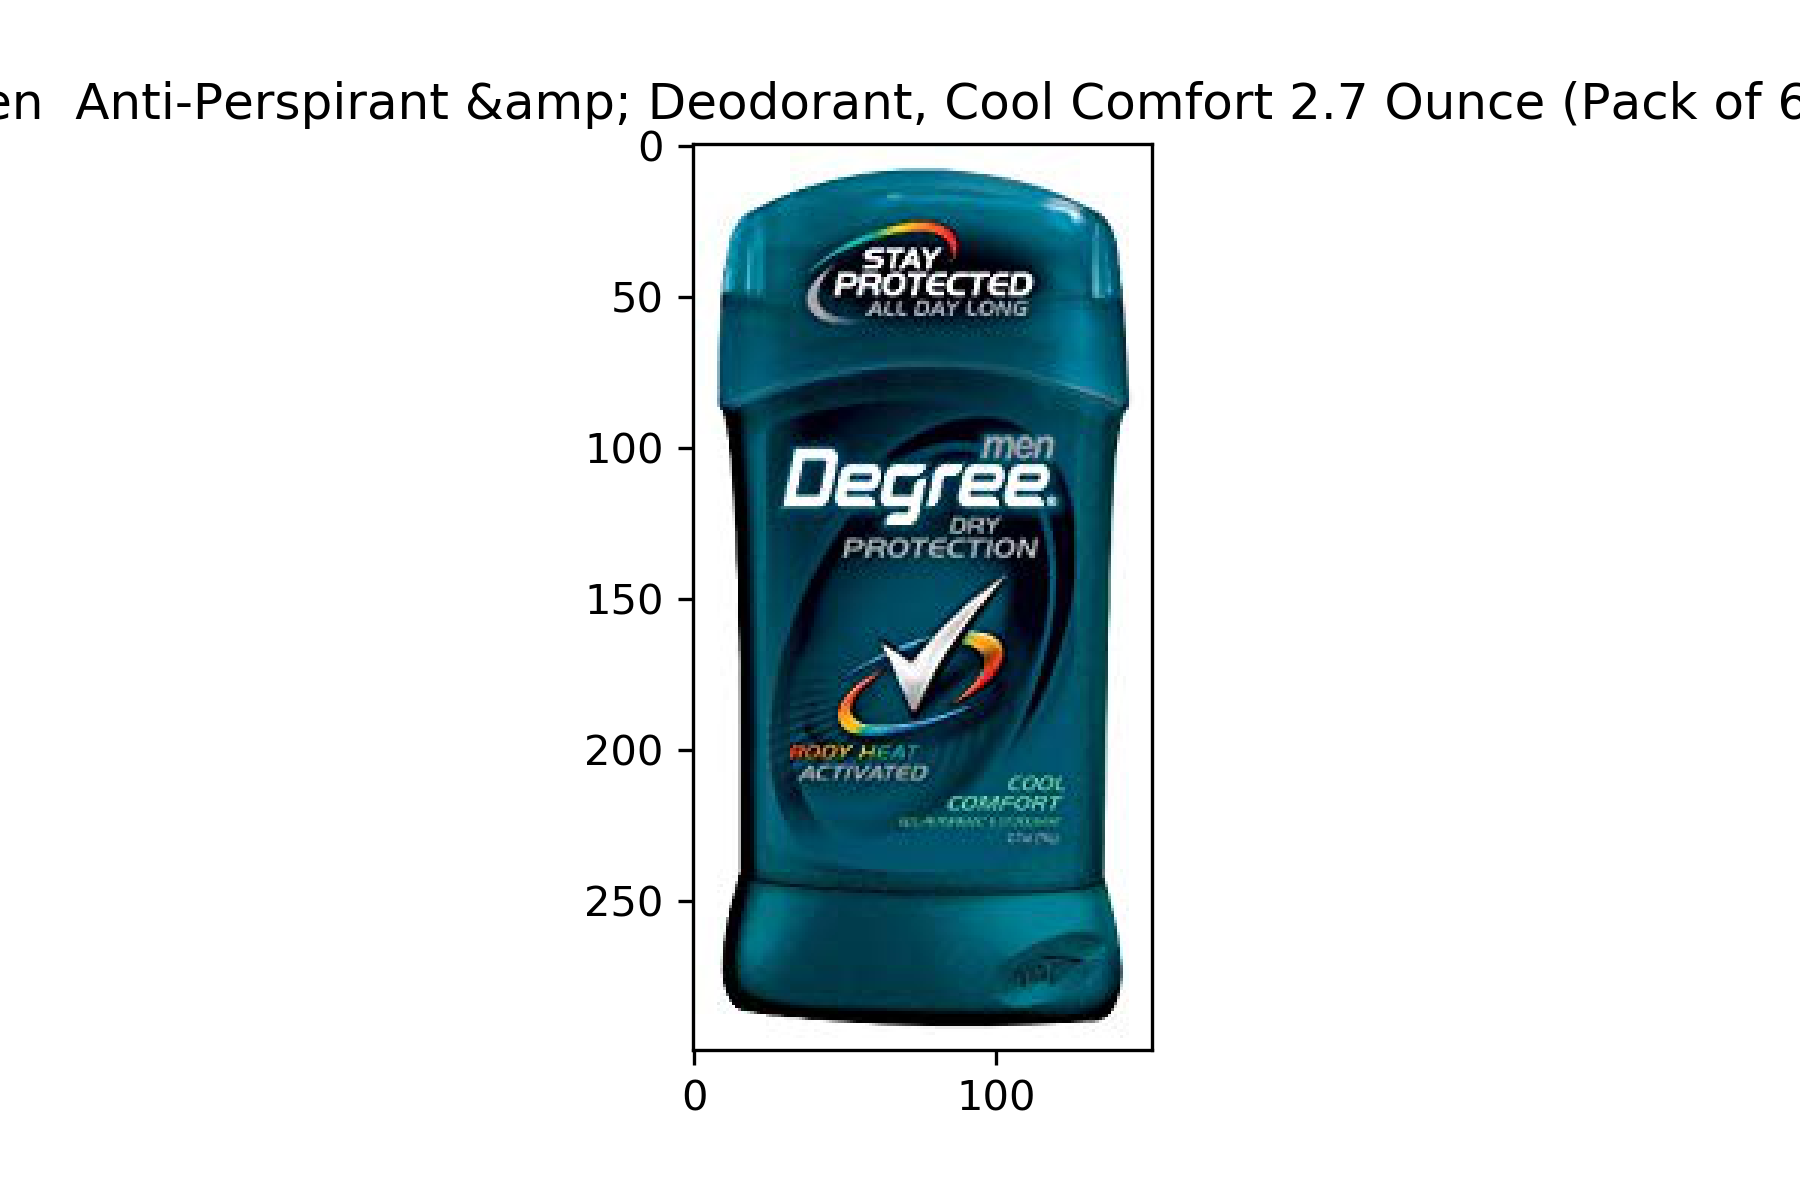 en  Anti-Perspirant &amp; Deodorant, Cool Comfort 2.7 Ounce (Pack of 6
0
50
100
150
200
250
0
100
STAY
PROTECTED
ALL DAY LONG
men
Degree®
DRY
PROTECTION
BODY HEAT
ACTIVATED
COOL
COMFORT